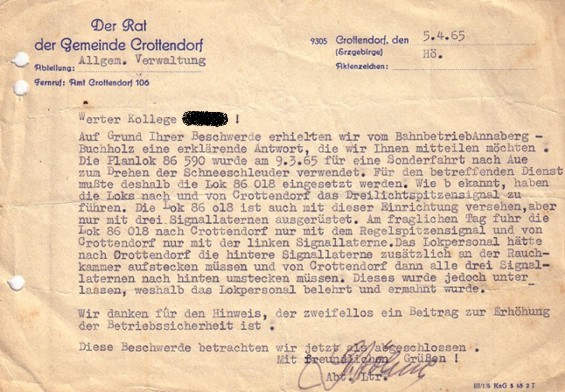 Der Rat
der Gemeinde Crottendorf
Abteilung: Allgem. Verwaltung
Fernruf: Amt Crottendorf 106
9305 Crottendorf, den 5.4.65
(Erzgebirge) Hö.
Aktenzeichen:
Werter Kollege !
Auf Grund Ihrer Beschwerde erhielten wir vom BahnbetriebAnnaberg -
Buchholz eine erklärende Antwort, die wir Ihnen mitteilen möchten .
Die Planlok 86 590 wurde am 9.3.65 für eine Sonderfahrt nach Aue
zum Drehen der Schneeschleuder verwendet. Für den betreffenden Dienst
mußte deshalb die Lok 86 018 eingesetzt werden. Wie b ekannt, haben
die Loks nach und von Crottendorf das Dreilichtspitzensignal zu
führen. Die Lok 86 018 ist auch mit dieser Einrichtung versehen,aber
nur mit drei Signallaternen ausgerüstet. Am fraglichen Tag fuhr die
Lok 86 018 nach Crottendorf nur mit dem Regelspitzensignal und von
Crottendorf nur mit der linken Signallaterne.Das Lokpersonal hätte
nach Crottendorf die hintere Signallaterne zusätzlich an der Rauch-
kammer aufstecken müssen und von Crottendorf dann alle drei Signal-
laternen nach hinten umstecken müssen. Dieses wurde jedoch unter
lassen, weshalb das Lokpersonal belehrt und ermahnt wurde.
Wir danken für den Hinweis, der zweifellos ein Beitrag zur Erhöhung
der Betriebssicherheit ist .
Diese Beschwerde betrachten wir jetzt als abgeschlossen .
Mit freundlichen Grüßen !
Abt. Ltr.